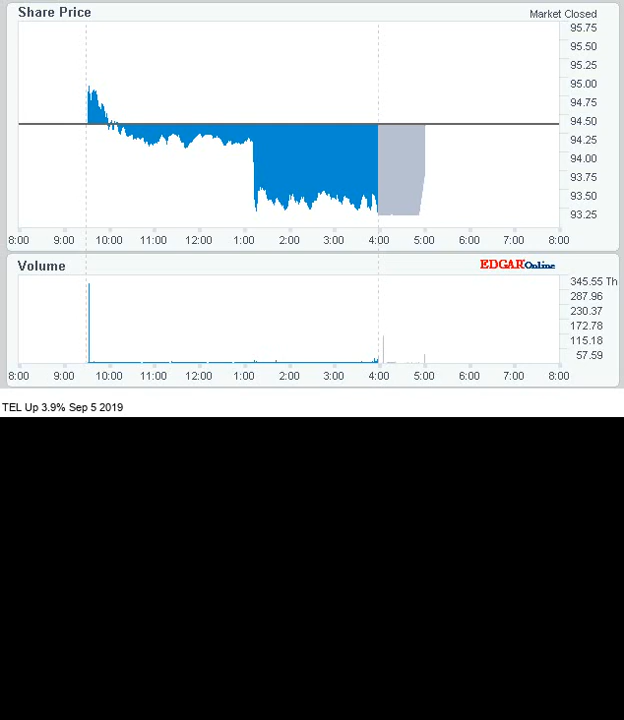 Share Price
Market Closed
95.75
95.50
95.25
95.00
94.75
94.50
94.25
94.00
93.75
93.50
93.25
8:00 9:00 10:00 11:00 12:00 1:00 2:00 3:00 4:00 5:00 6:00 7:00 8:00
Volume
EDGAROnline
345.55 Th
287.96
230.37
172.78
115.18
57.59
8:00 9:00 10:00 11:00 12:00 1:00 2:00 3:00 4:00 5:00 6:00 7:00 8:00
TEL Up 3.9% Sep 5 2019